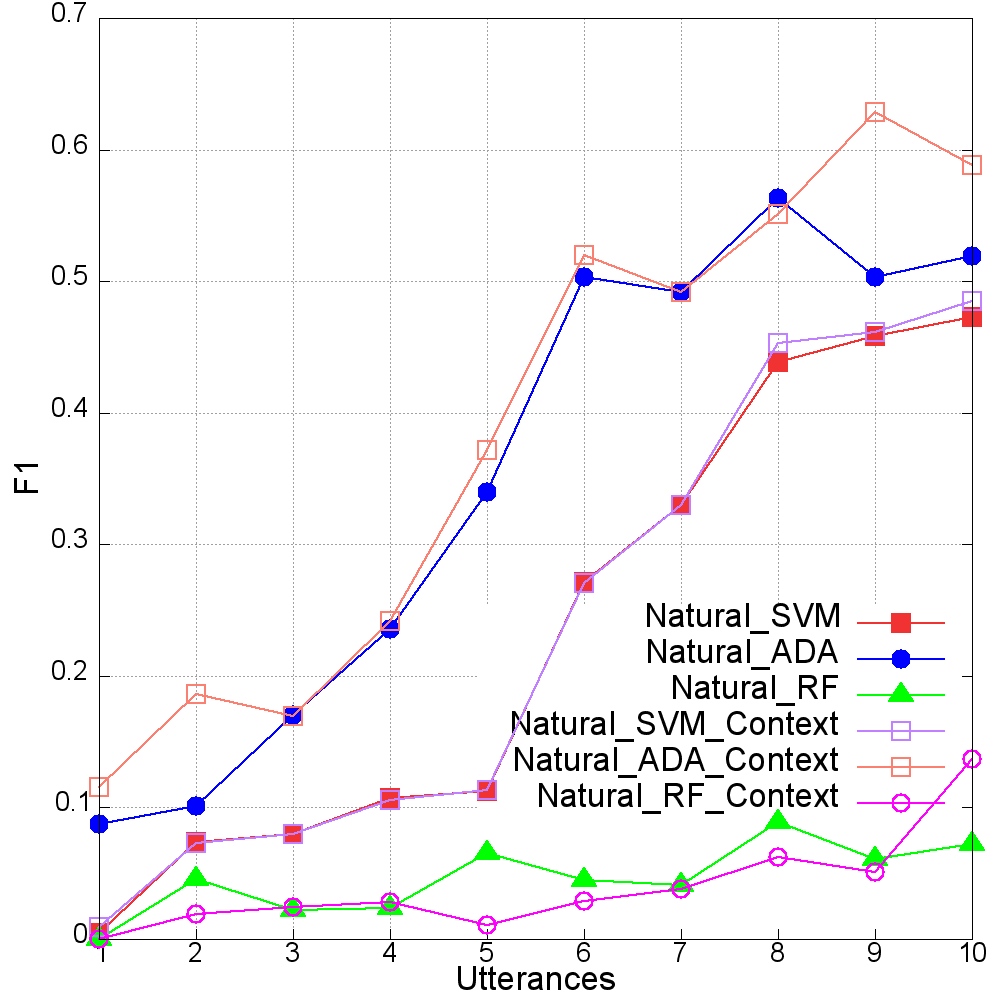 0.7
0.6
0.5
0.4
0.3
0.2
0.1
0
F1
Natural_SVM
Natural_ADA
Natural_RF
Natural_SVM_Context
Natural_ADA_Context
Natural_RF_Context
1 2 3 4 5 6 7 8 9 10
Utterances